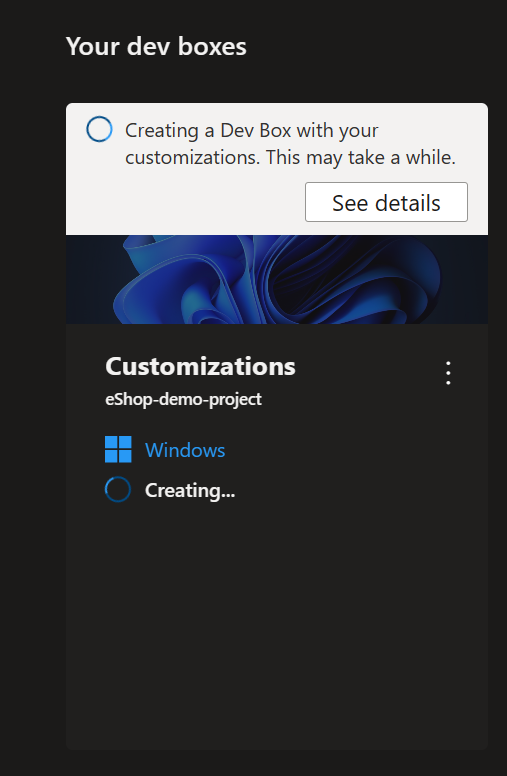 Your dev boxes
Creating a Dev Box with your
customizations. This may take a while.
See details
Customizations
eShop-demo-project
Windows
Creating...